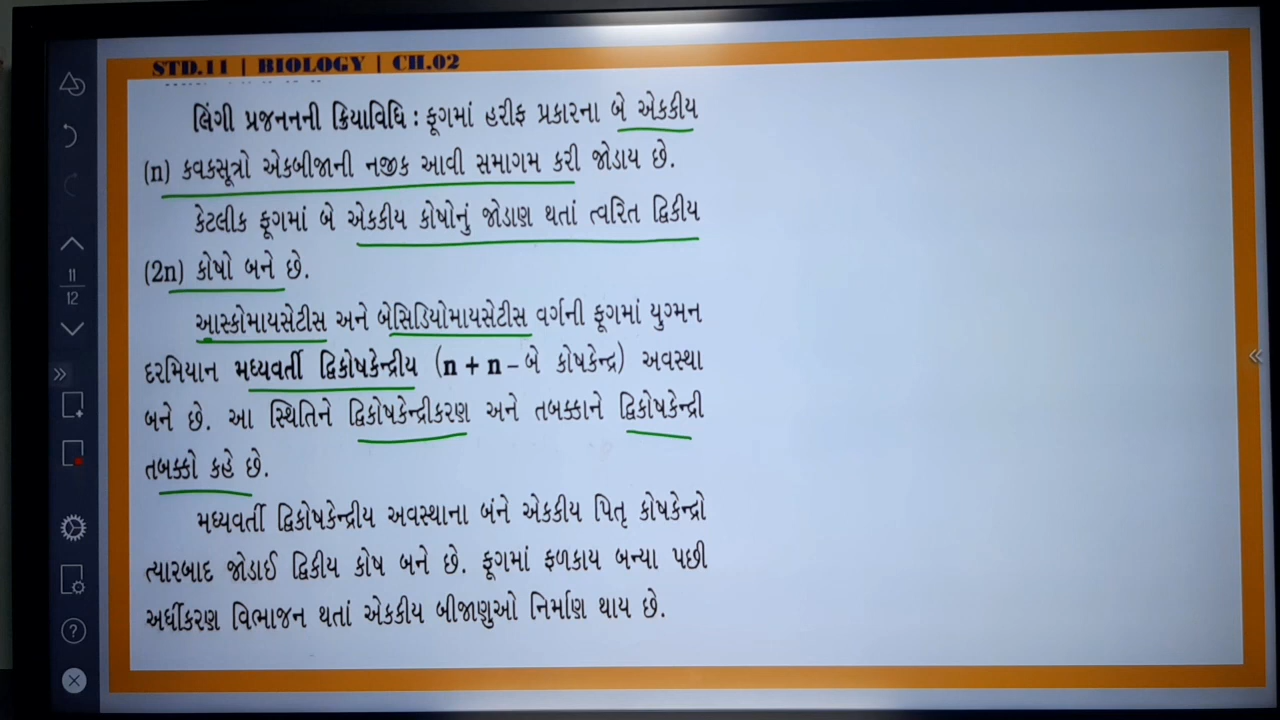 STD.11 | BIOLOGY | CH.02
લિંગી પ્રજનનની ક્રિયાવિધિ : ફૂગમાં હરીફ પ્રકારના બે એકકીય
(n) કવકસૂત્રો એકબીજાની નજીક આવી સમાગમ કરી જોડાય છે.
કેટલીક ફૂગમાં બે એકકીય કોષોનું જોડાણ થતાં ત્વરિત દ્વિકીય
(2n) કોષો બને છે.
આસ્કોમાયસેટીસ અને બેસિડિયોમાયસેટીસ વર્ગની ફૂગમાં યુગ્મન
દરમિયાન મધ્યવર્તી દ્વિકોષકેન્દ્રીય (n + n – બે કોષકેન્દ્ર) અવસ્થા
બને છે. આ સ્થિતિને દ્વિકોષકેન્દ્રીકરણ અને તબક્કાને દ્વિકોષકેન્દ્રી
તબક્કો કહે છે.
મધ્યવર્તી દ્વિકોષકેન્દ્રીય અવસ્થાના બંને એકકીય પિતૃ કોષકેન્દ્રો
ત્યારબાદ જોડાઈ દ્વિકીય કોષ બને છે. ફૂગમાં ફળકાય બન્યા પછી
અર્ધીકરણ વિભાજન થતાં એકકીય બીજાણુઓ નિર્માણ થાય છે.
11
12